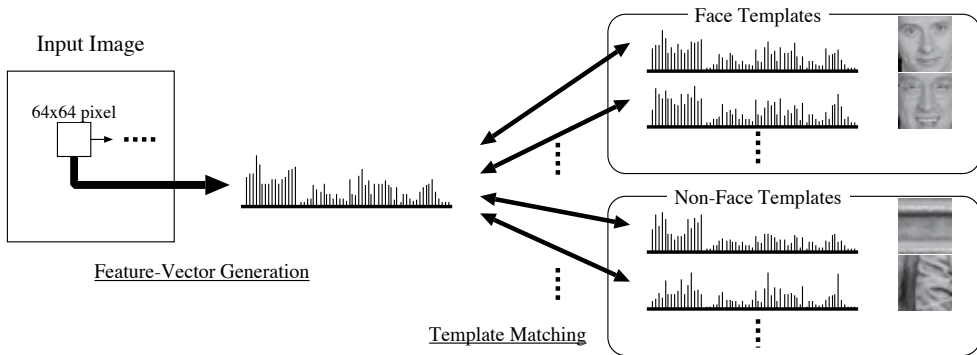 Input Image
64x64 pixel
Feature-Vector Generation
Template Matching
Face Templates
Non-Face Templates